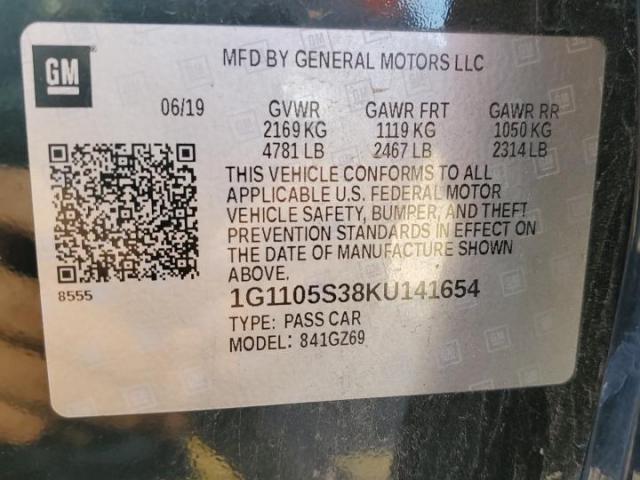 GM
MFD BY GENERAL MOTORS LLC
06/19 GVWR GAWR FRT GAWR RR
2169 KG 1119 KG 1050 KG
4781 LB 2467 LB 2314 LB
THIS VEHICLE CONFORMS TO ALL
APPLICABLE U.S. FEDERAL MOTOR
VEHICLE SAFETY, BUMPER, AND THEFT
PREVENTION STANDARDS IN EFFECT ON
THE DATE OF MANUFACTURE SHOWN
ABOVE.
8555
1G1105S38KU141654
TYPE: PASS CAR
MODEL: 841GZ69